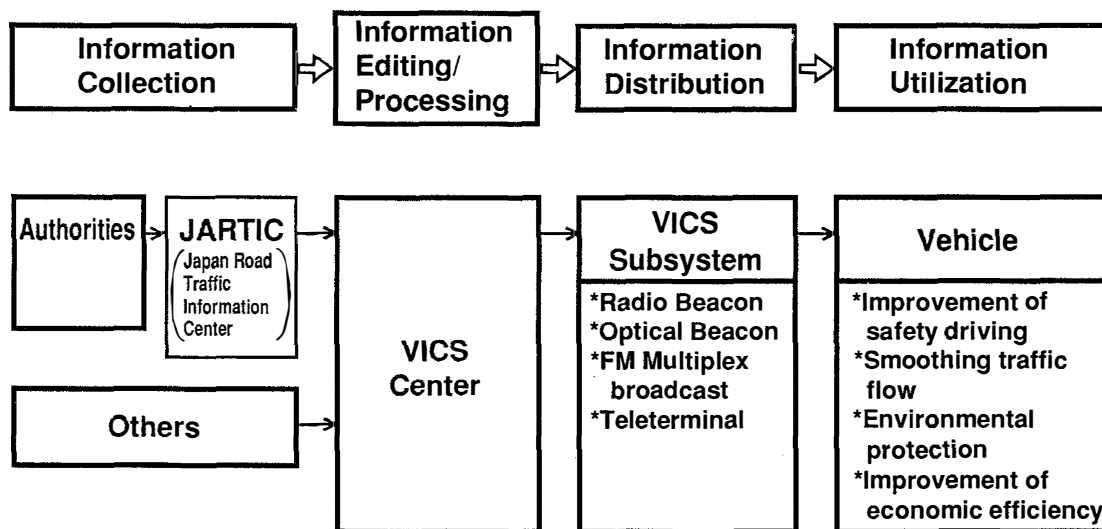 Information
Collection
Information
Editing/
Processing
Information
Distribution
Information
Utilization
Authorities
JARTIC
(Japan Road
Traffic
Information
Center)
Others
VICS
Center
VICS
Subsystem
*Radio Beacon
*Optical Beacon
*FM Multiplex
broadcast
*Teleterminal
Vehicle
*Improvement of
safety driving
*Smoothing traffic
flow
*Environmental
protection
*Improvement of
economic efficiency